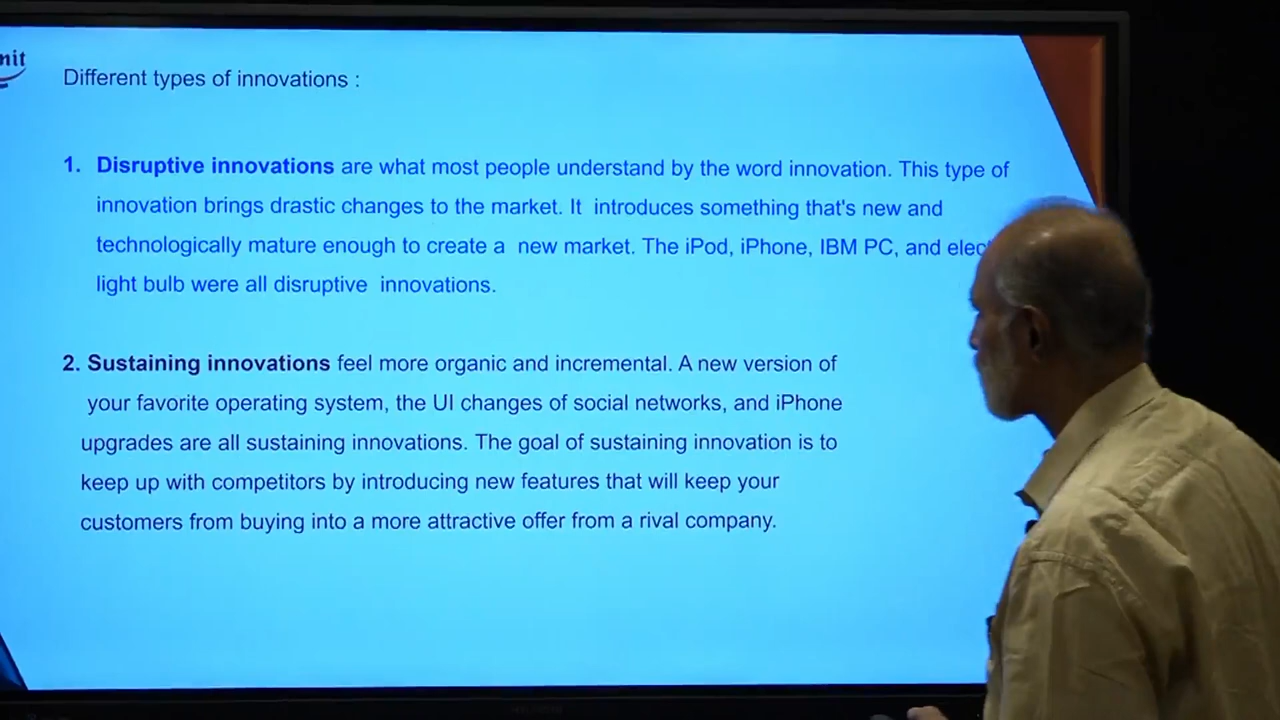 nit
Different types of innovations :
1. Disruptive innovations are what most people understand by the word innovation. This type of
innovation brings drastic changes to the market. It introduces something that's new and
technologically mature enough to create a new market. The iPod, iPhone, IBM PC, and elec
light bulb were all disruptive innovations.
2. Sustaining innovations feel more organic and incremental. A new version of
your favorite operating system, the UI changes of social networks, and iPhone
upgrades are all sustaining innovations. The goal of sustaining innovation is to
keep up with competitors by introducing new features that will keep your
customers from buying into a more attractive offer from a rival company.